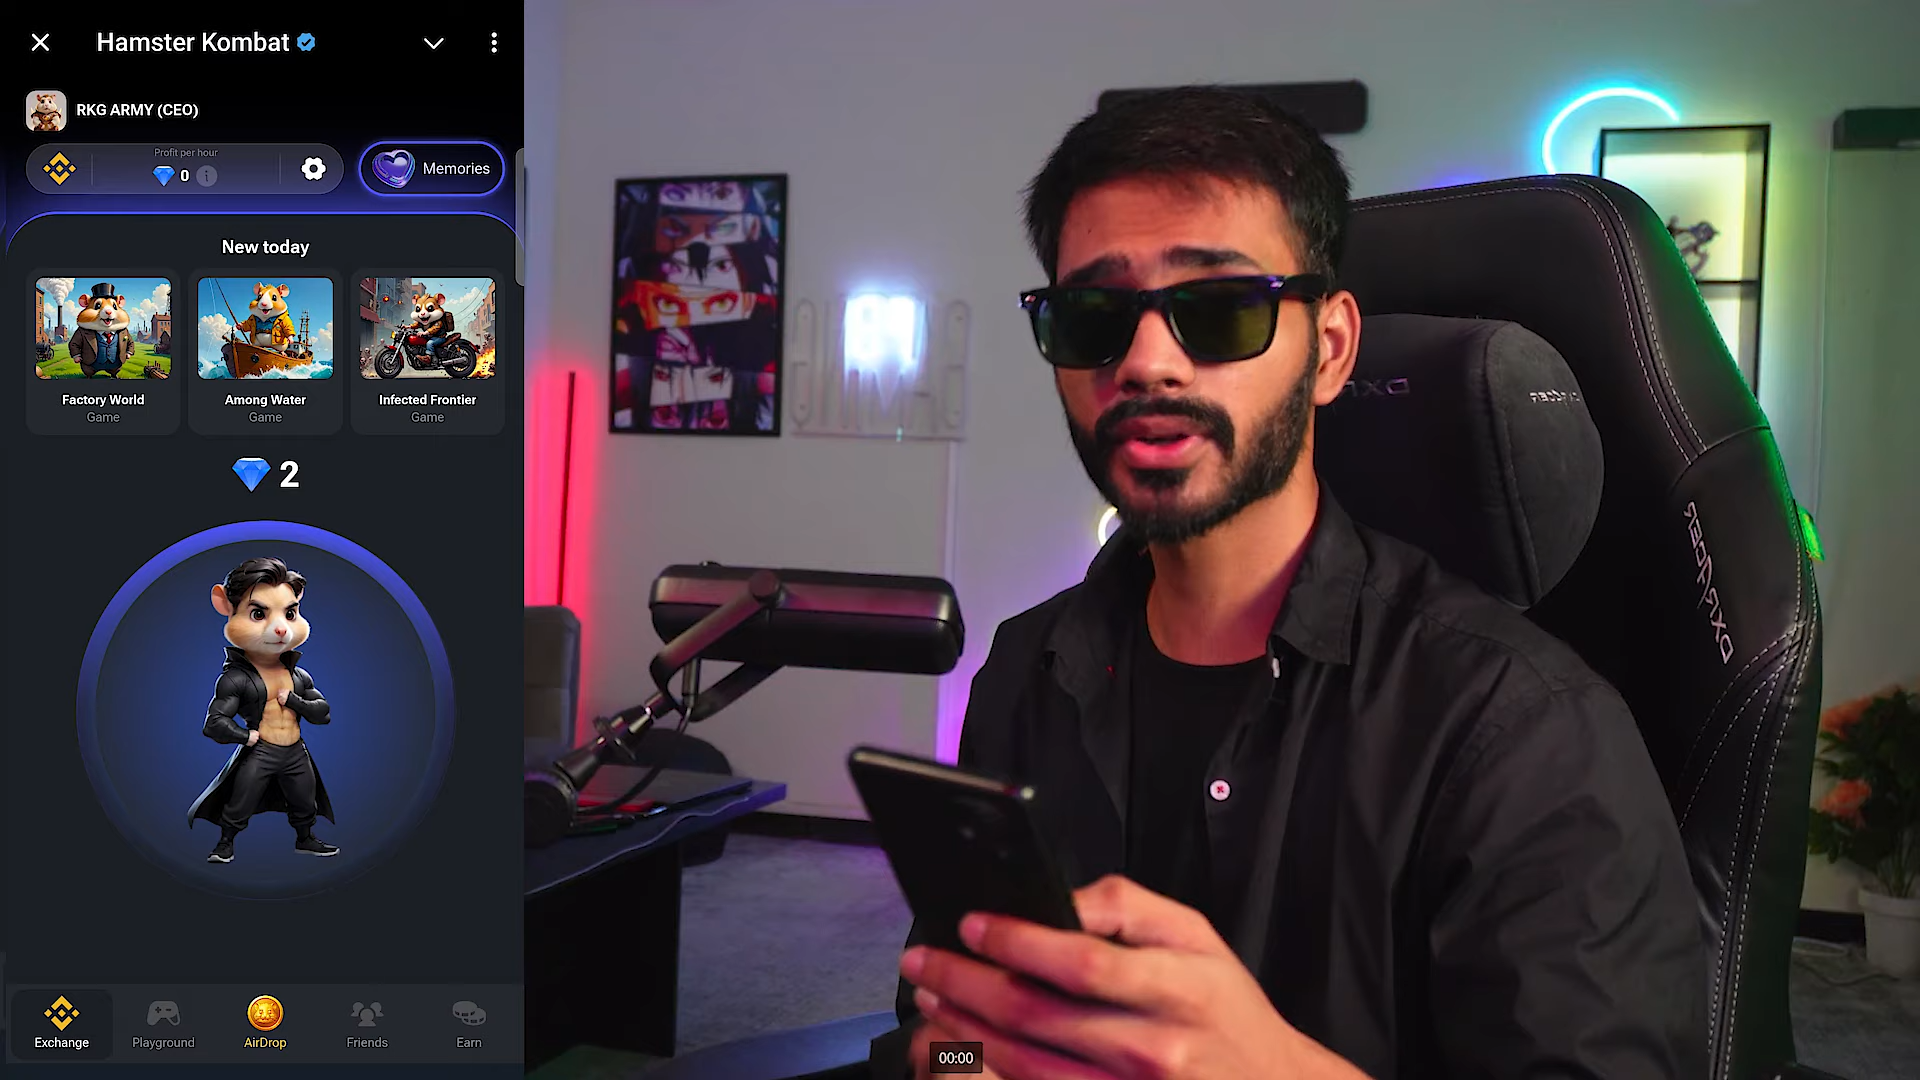 Hamster Kombat
RKG ARMY (CEO)
Profit per hour
0
Memories
New today
Factory World
Game
Among Water
Game
Infected Frontier
Game
2
Exchange
Playground
AirDrop
Friends
Earn
DXRACER
00:00